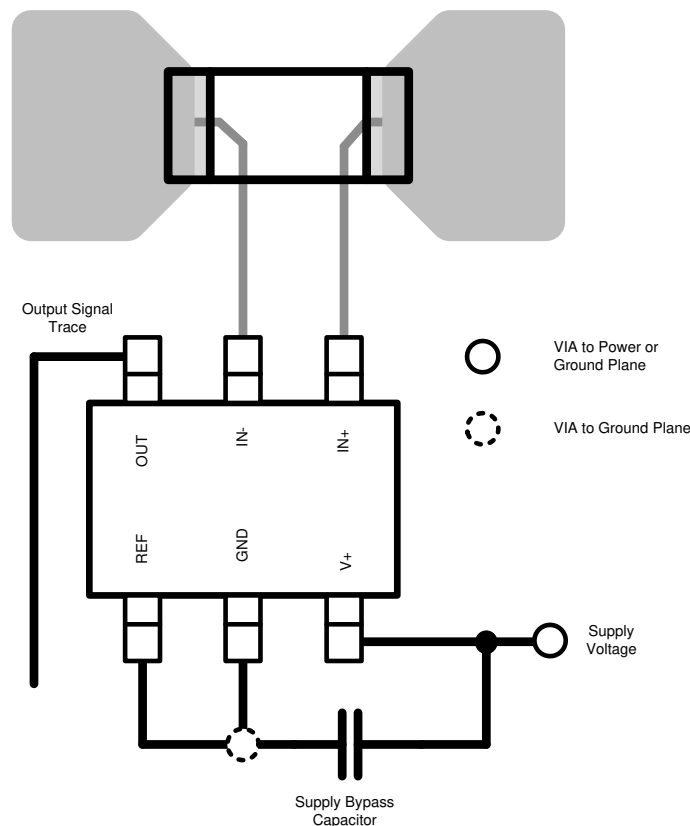 Output Signal
Trace
VIA to Power or
Ground Plane
VIA to Ground Plane
OUT
IN-
IN+
REF
GND
V+
Supply
Voltage
Supply Bypass
Capacitor